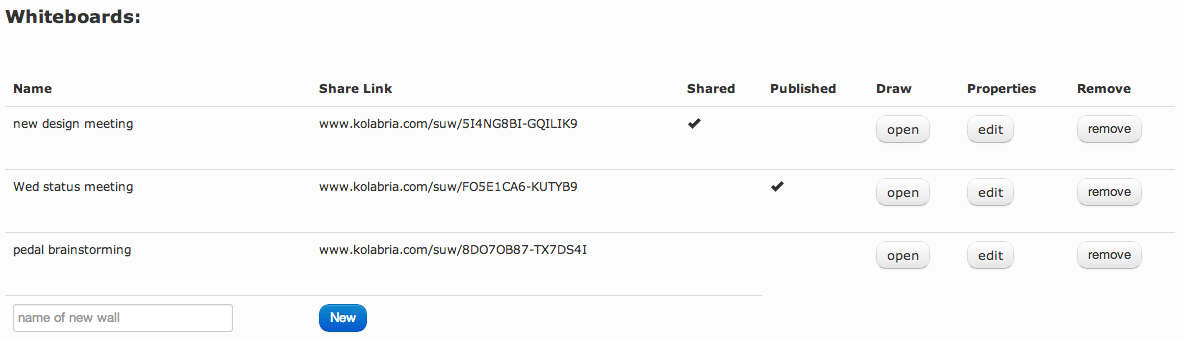 Whiteboards:
Name Share Link Shared Published Draw Properties Remove
new design meeting www.kolabria.com/suw/5I4NG8BI-GQILIK9 ✔ open edit remove
Wed status meeting www.kolabria.com/suw/FO5E1CA6-KUTYB9 ✔ open edit remove
pedal brainstorming www.kolabria.com/suw/8DO7OB87-TX7DS4I open edit remove
name of new wall New